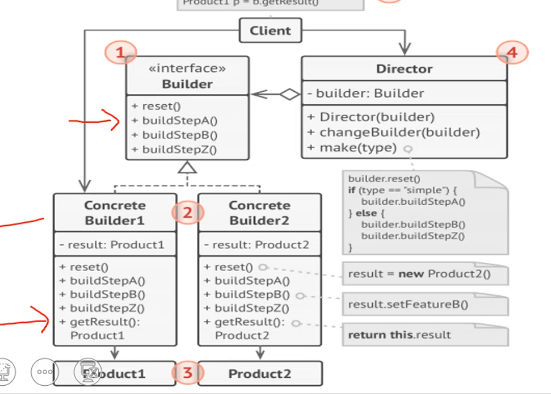 Product1 p = b.getResult()
Client
1
«interface»
Builder
+ reset()
+ buildStepA()
+ buildStepB()
+ buildStepZ()
4
Director
- builder: Builder
+ Director(builder)
+ changeBuilder(builder)
+ make(type)
builder.reset()
if (type == "simple") {
builder.buildStepA()
} else {
builder.buildStepB()
builder.buildStepZ()
}
2
Concrete
Builder1
- result: Product1
+ reset()
+ buildStepA()
+ buildStepB()
+ buildStepZ()
+ getResult():
Product1
Concrete
Builder2
- result: Product2
+ reset()
+ buildStepA()
+ buildStepB()
+ buildStepZ()
+ getResult():
Product2
result = new Product2()
result.setFeatureB()
return this.result
3
Product1
Product2